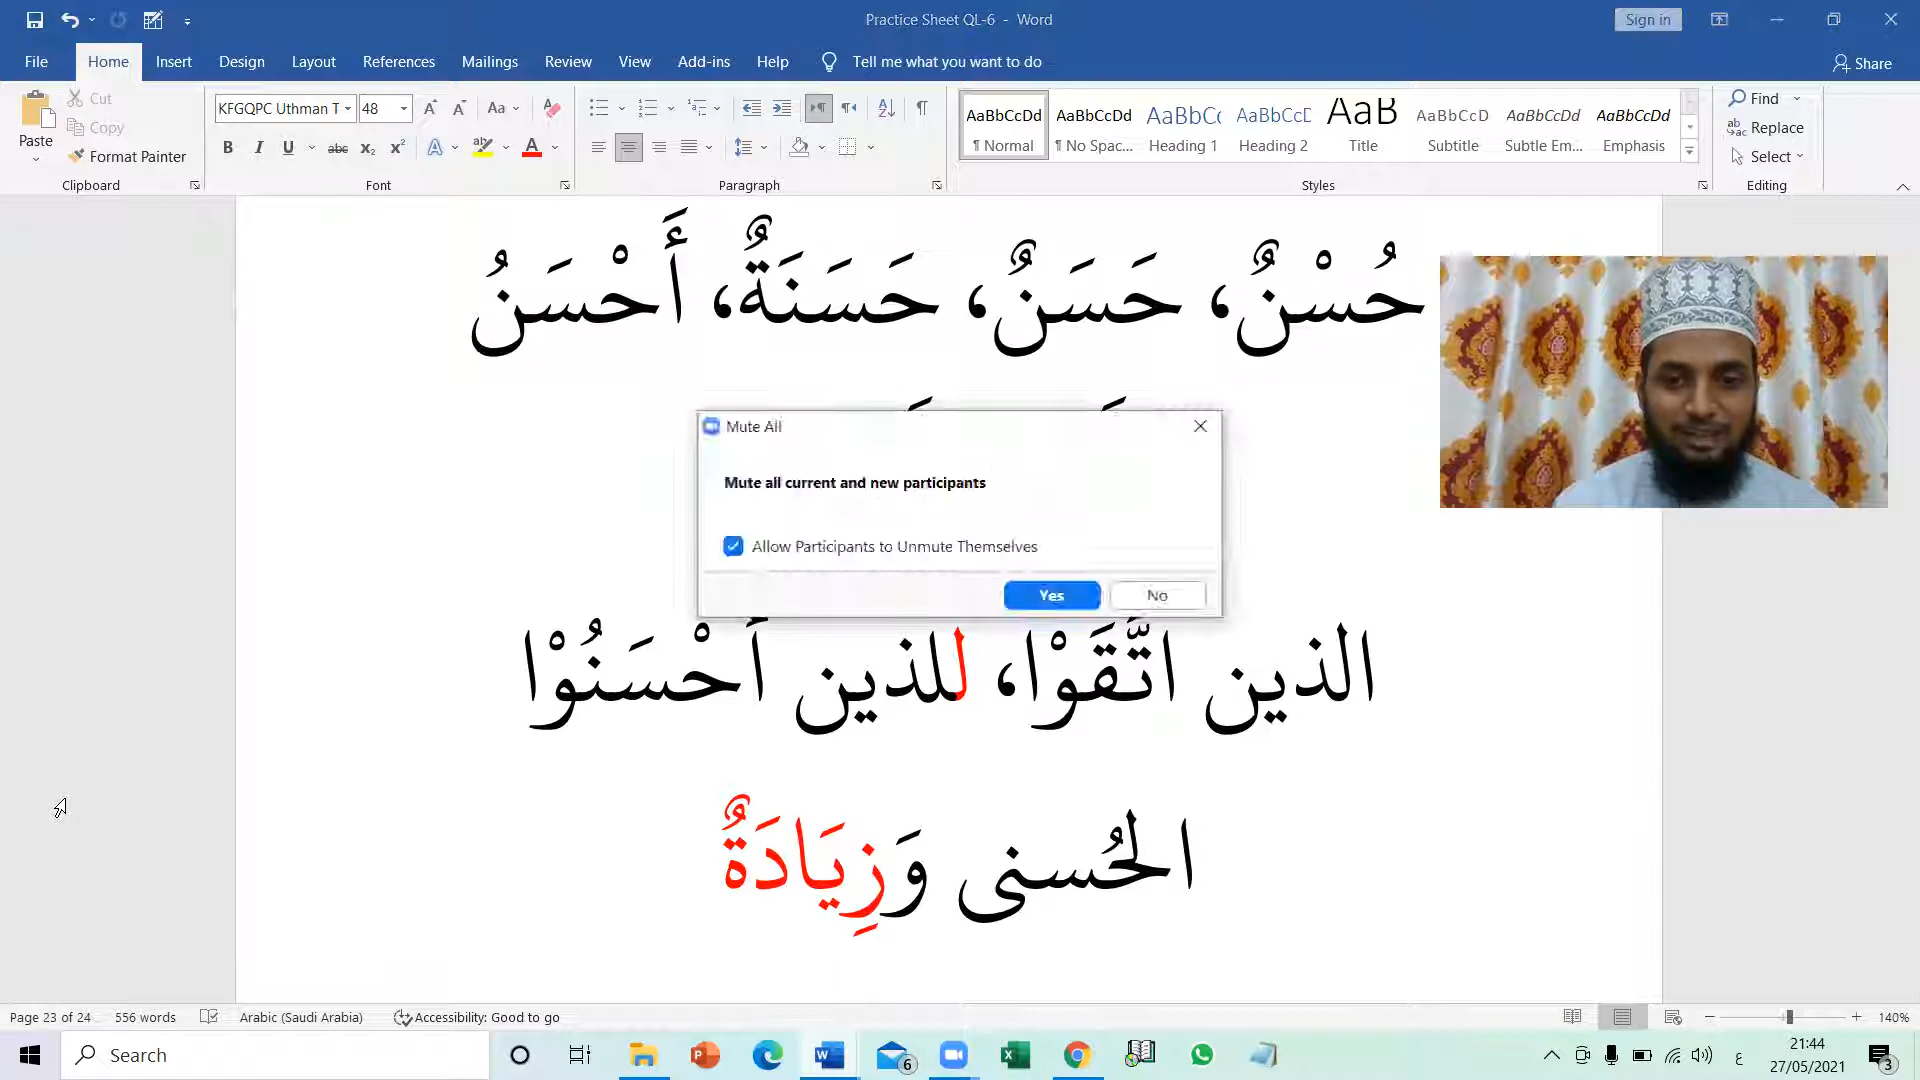 Practice Sheet QL-6 - Word
Sign in
File Home Insert Design Layout References Mailings Review View Add-ins Help Tell me what you want to do Share
Paste
Cut
Copy
Format Painter
Clipboard
KFGQPC Uthman T 48
Font
Paragraph
AaBbCcDd AaBbCcDd AaBbCc AaBbCcD AaB AaBbCcD AaBbCcDd AaBbCcDd
¶ Normal ¶ No Spac... Heading 1 Heading 2 Title Subtitle Subtle Em... Emphasis
Styles
Find
Replace
Select
Editing
حُسْنٌ، حَسَنٌ، حَسَنَةٌ، أَحْسَنُ
Mute All
Mute all current and new participants
Allow Participants to Unmute Themselves
Yes No
الذين اتَّقَوْا، للذين أَحْسَنُوْا
الحُسنى وَزِيَادَةٌ
Page 23 of 24 556 words Arabic (Saudi Arabia) Accessibility: Good to go 140%
Search
6
ع
21:44
27/05/2021
3